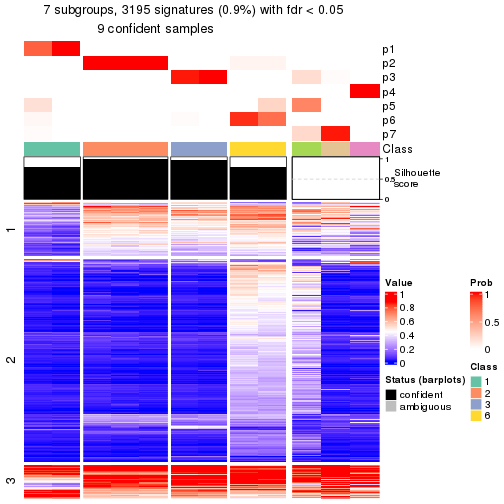 7 subgroups, 3195 signatures (0.9%) with fdr < 0.05
9 confident samples
p1
p2
p3
p4
p5
p6
p7
Class
1
0.5
0
Silhouette
score
1
2
3
Value
1
0.8
0.6
0.4
0.2
0
Status (barplots)
confident
ambiguous
Prob
1
0.5
0
Class
1
2
3
6